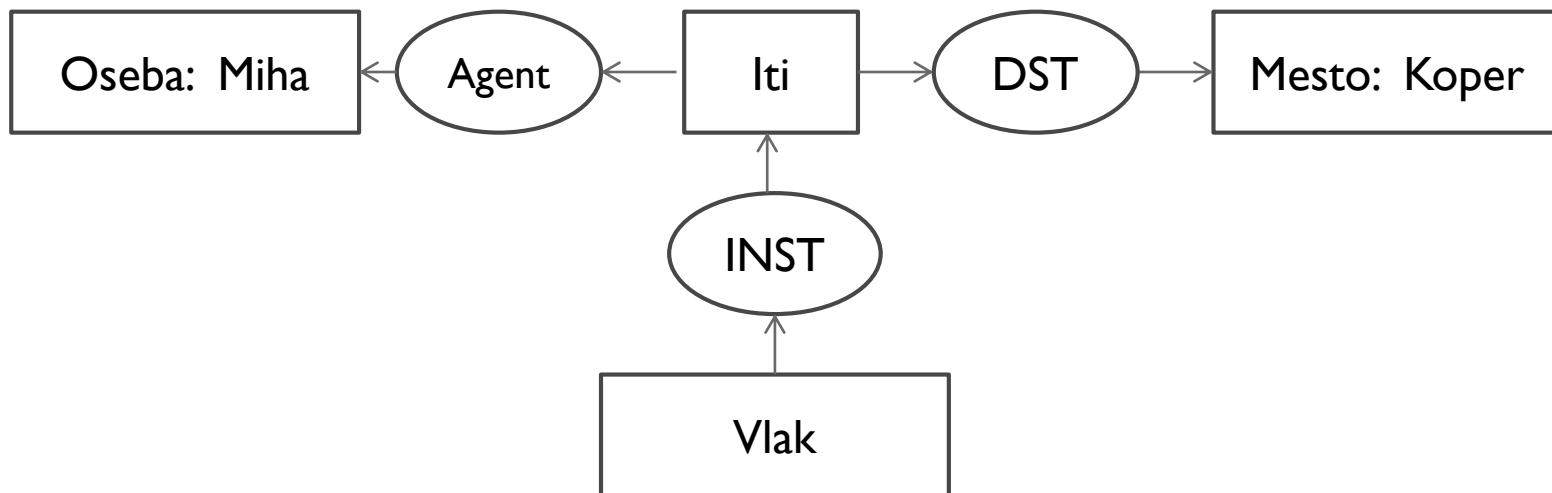 Oseba: Miha
Agent
Iti
DST
Mesto: Koper
INST
Vlak